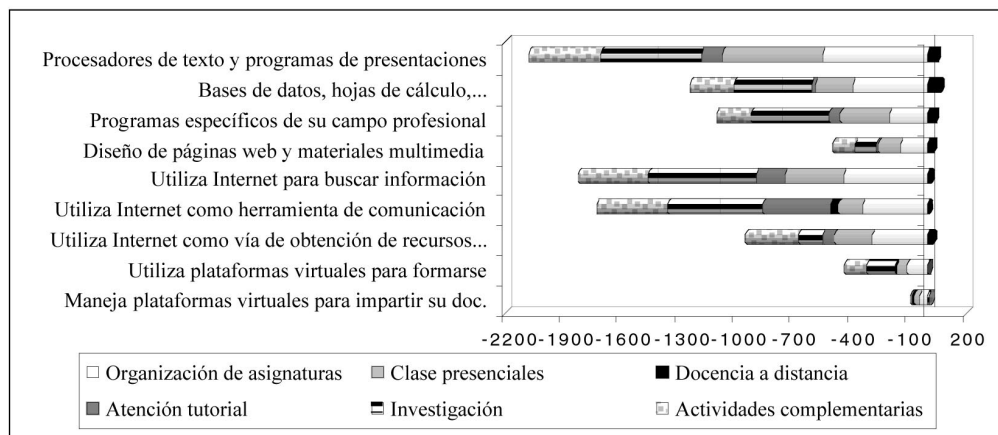 Procesadores de texto y programas de presentaciones
Bases de datos, hojas de cálculo,...
Programas específicos de su campo profesional
Diseño de páginas web y materiales multimedia
Utiliza Internet para buscar información
Utiliza Internet como herramienta de comunicación
Utiliza Internet como vía de obtención de recursos...
Utiliza plataformas virtuales para formarse
Maneja plataformas virtuales para impartir su doc.
-2200 -1900 -1600 -1300 -1000 -700 -400 -100 200
Organización de asignaturas Clase presenciales Docencia a distancia
Atención tutorial Investigación Actividades complementarias